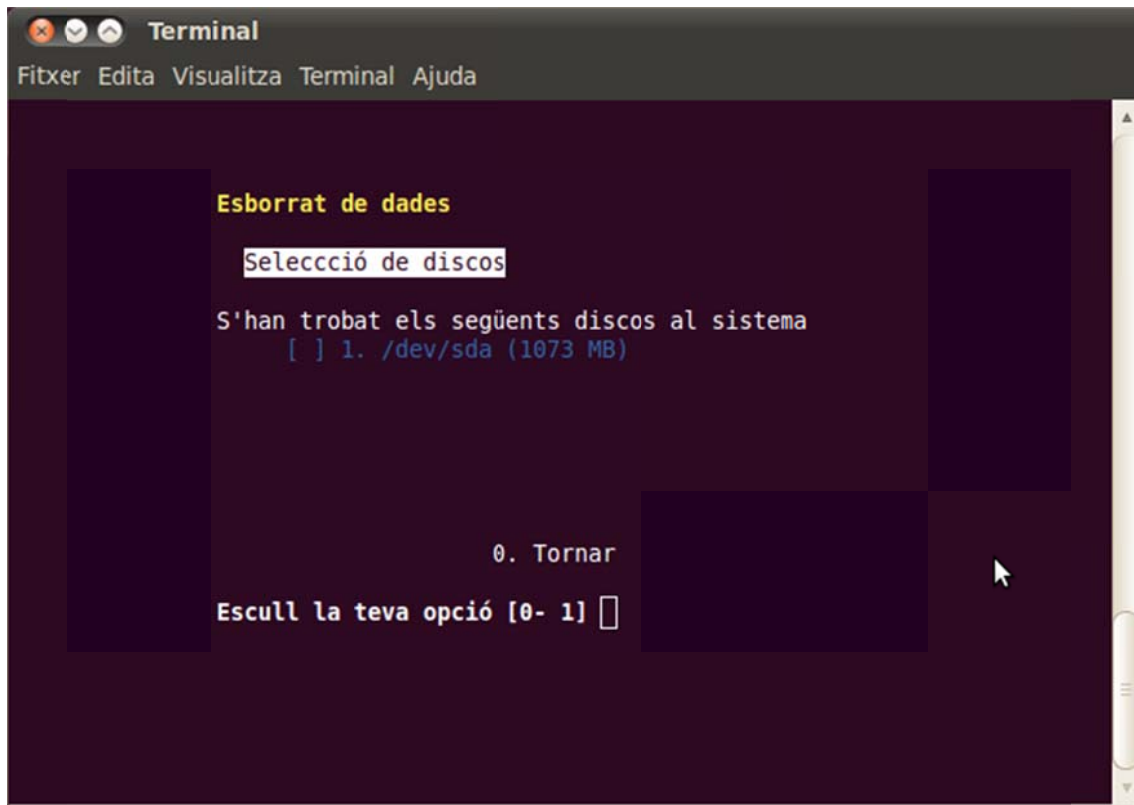 Terminal
Fitxer Edita Visualitza Terminal Ajuda
Esborrat de dades
Seleccció de discos
S'han trobat els següents discos al sistema
[ ] 1. /dev/sda (1073 MB)
0. Tornar
Escull la teva opció [0- 1]